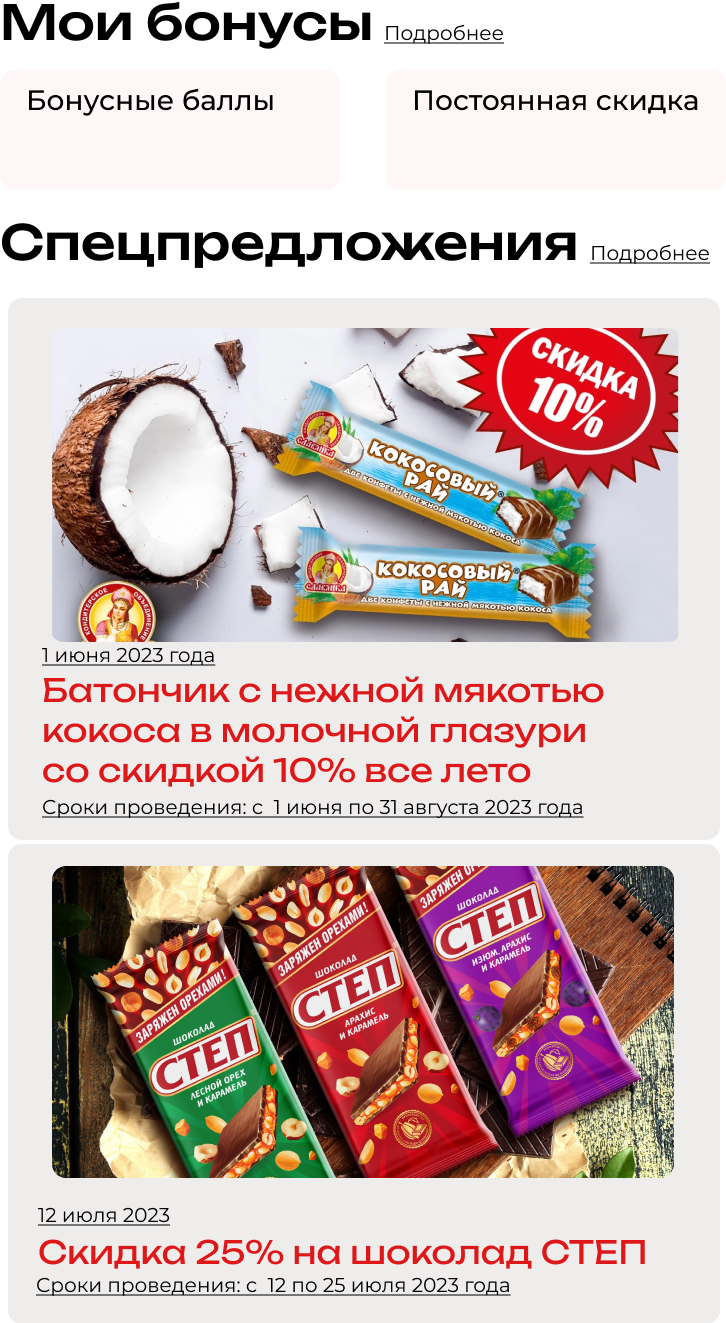 Мои бонусы Подробнее
Бонусные баллы
Постоянная скидка
Спецпредложения Подробнее
СКИДКА
10%
СЛАВЯНКА
КОКОСОВЫЙ
РАЙ
ДВЕ КОНФЕТЫ С НЕЖНОЙ МЯКОТЬЮ КОКОСА
СЛАВЯНКА
КОКОСОВЫЙ
РАЙ
ДВЕ КОНФЕТЫ С НЕЖНОЙ МЯКОТЬЮ КОКОСА
КОНДИТЕРСКОЕ ОБЪЕДИНЕНИЕ
1 июня 2023 года
Батончик с нежной мякотью
кокоса в молочной глазури
со скидкой 10% все лето
Сроки проведения: с 1 июня по 31 августа 2023 года
ЗАРЯЖЕН ОРЕХАМИ!
ШОКОЛАД
СТЕП
ЛЕСНОЙ ОРЕХ
И КАРАМЕЛЬ
ЗАРЯЖЕН ОРЕХАМИ!
ШОКОЛАД
СТЕП
АРАХИС
И КАРАМЕЛЬ
ЗАРЯЖЕН ОРЕХАМИ!
ШОКОЛАД
СТЕП
ИЗЮМ, АРАХИС
И КАРАМЕЛЬ
12 июля 2023
Скидка 25% на шоколад СТЕП
Сроки проведения: с 12 по 25 июля 2023 года